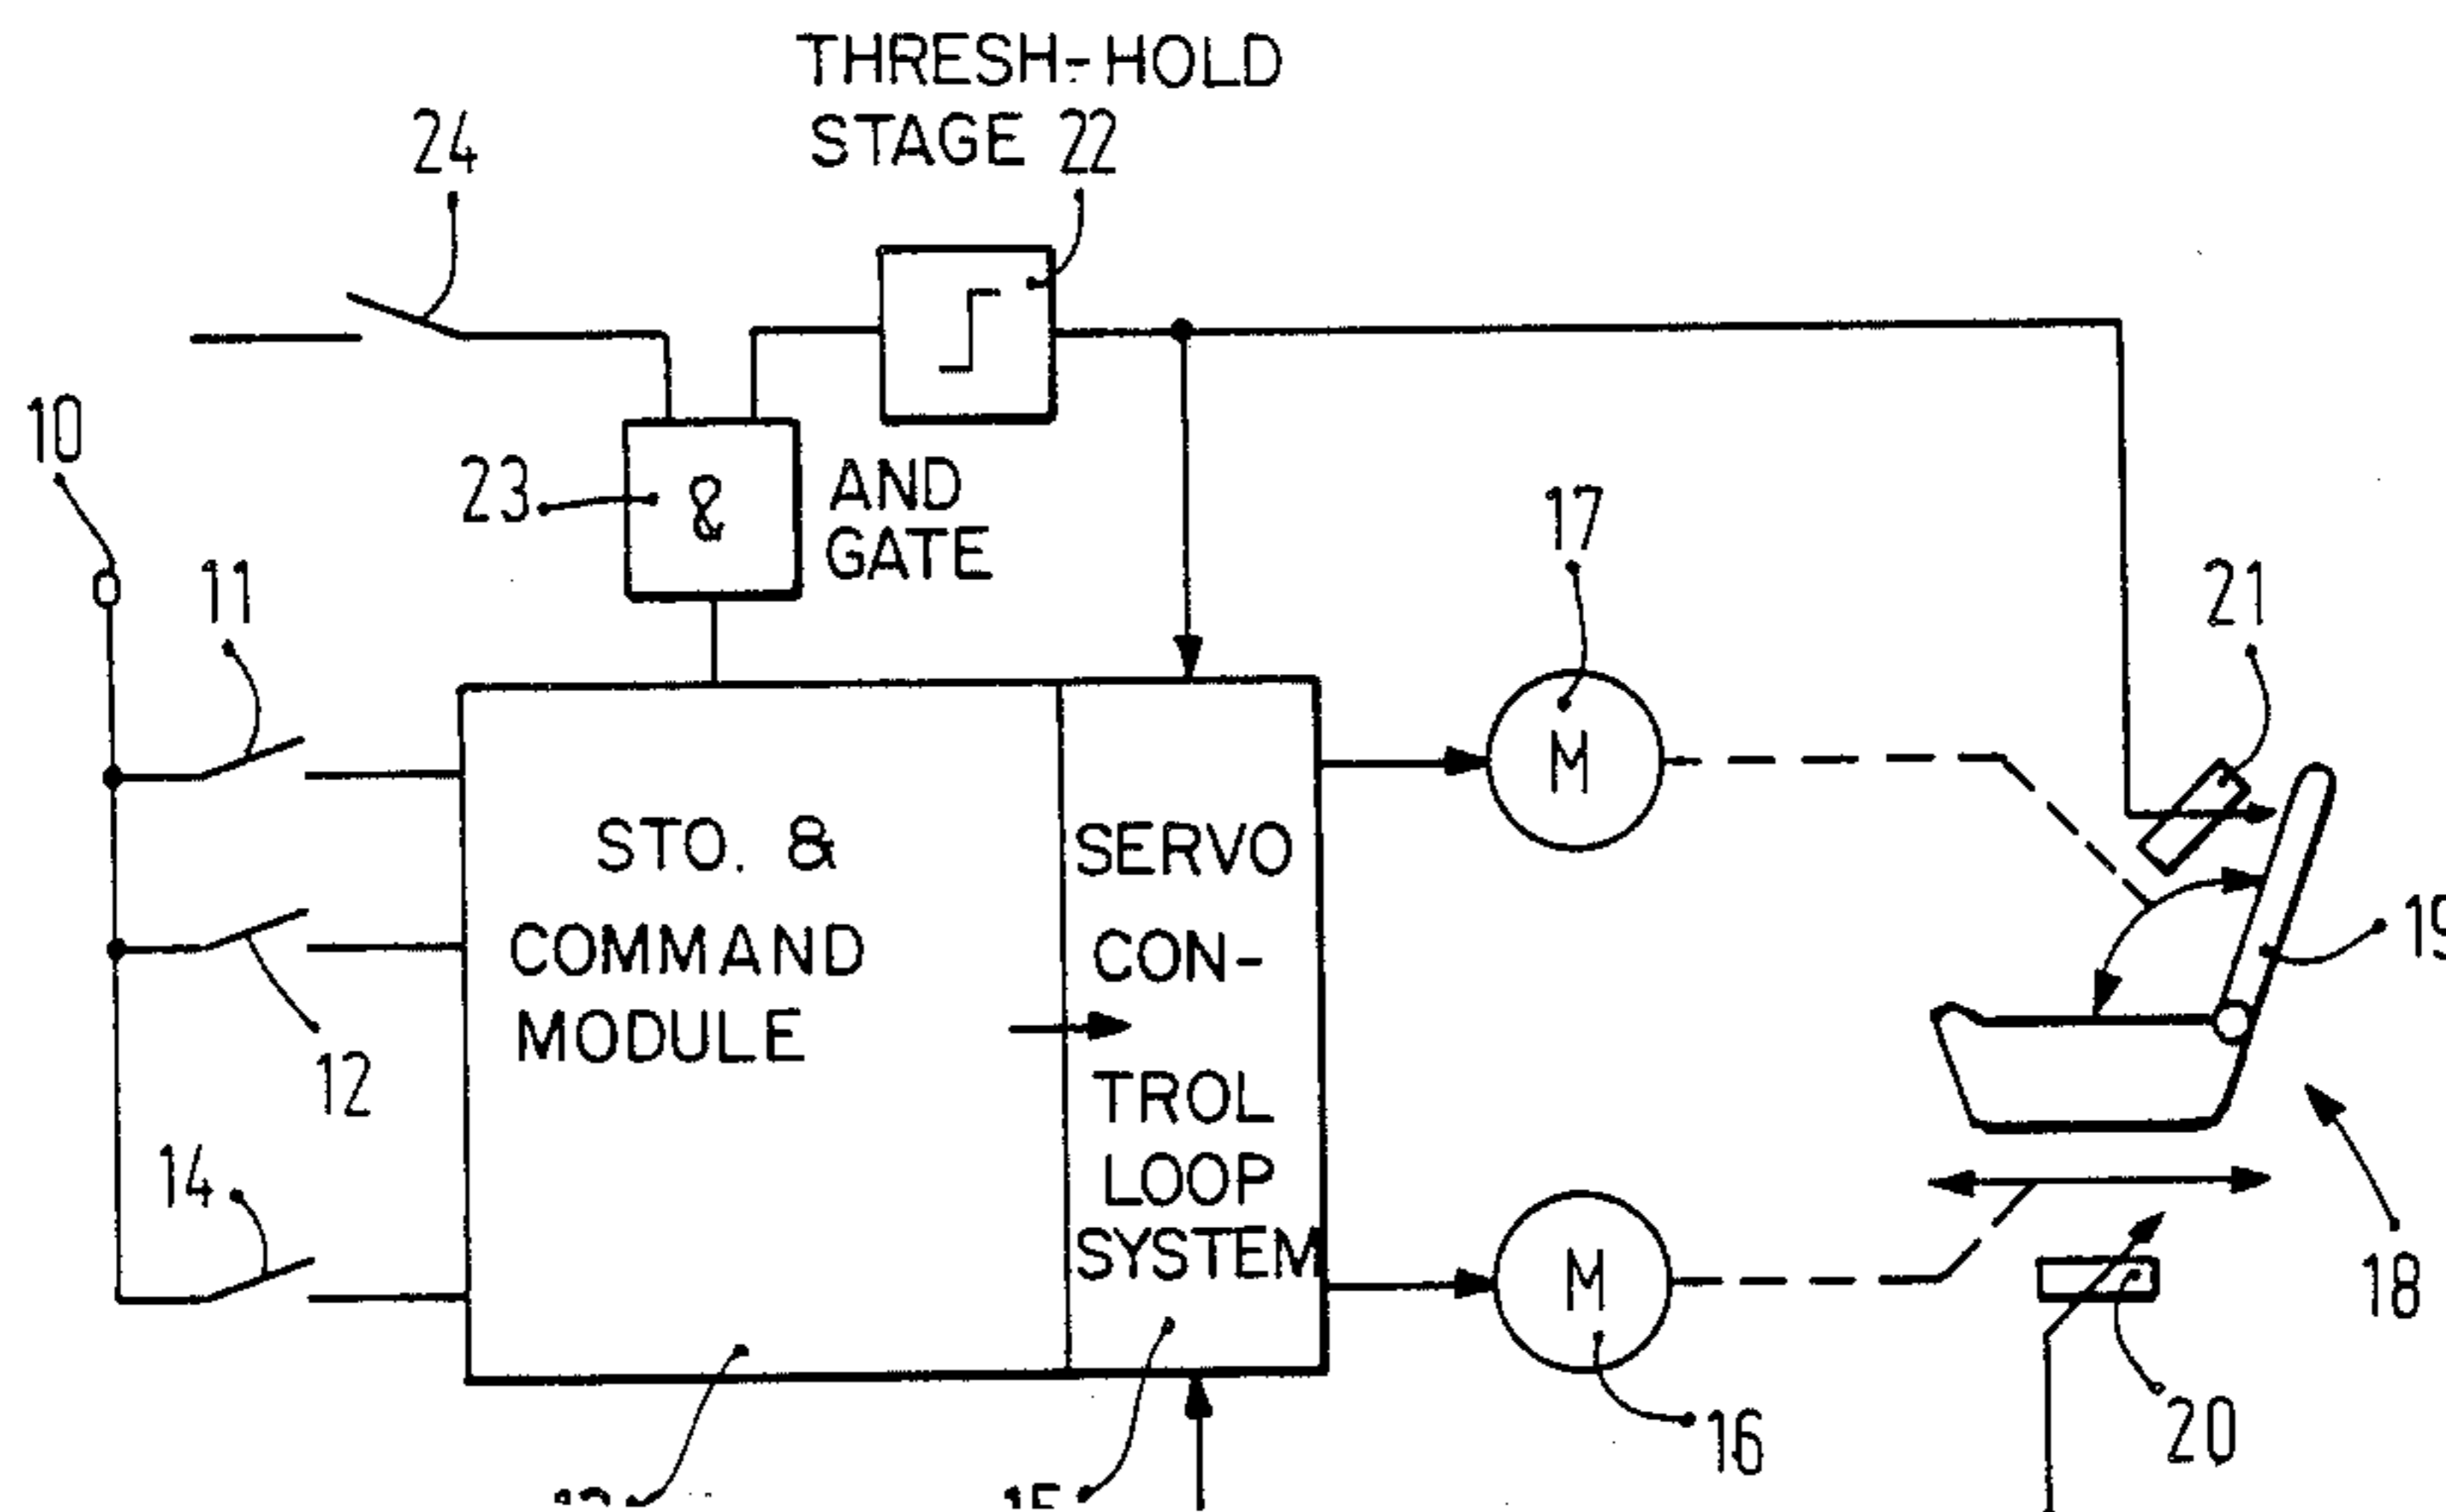 THRESH-HOLD
STAGE 22
24
10
23
&
AND
GATE
11
17
21
M
STO. &
COMMAND
MODULE
SERVO
CON-
TROL
LOOP
SYSTEM
12
14
M
18
16
20